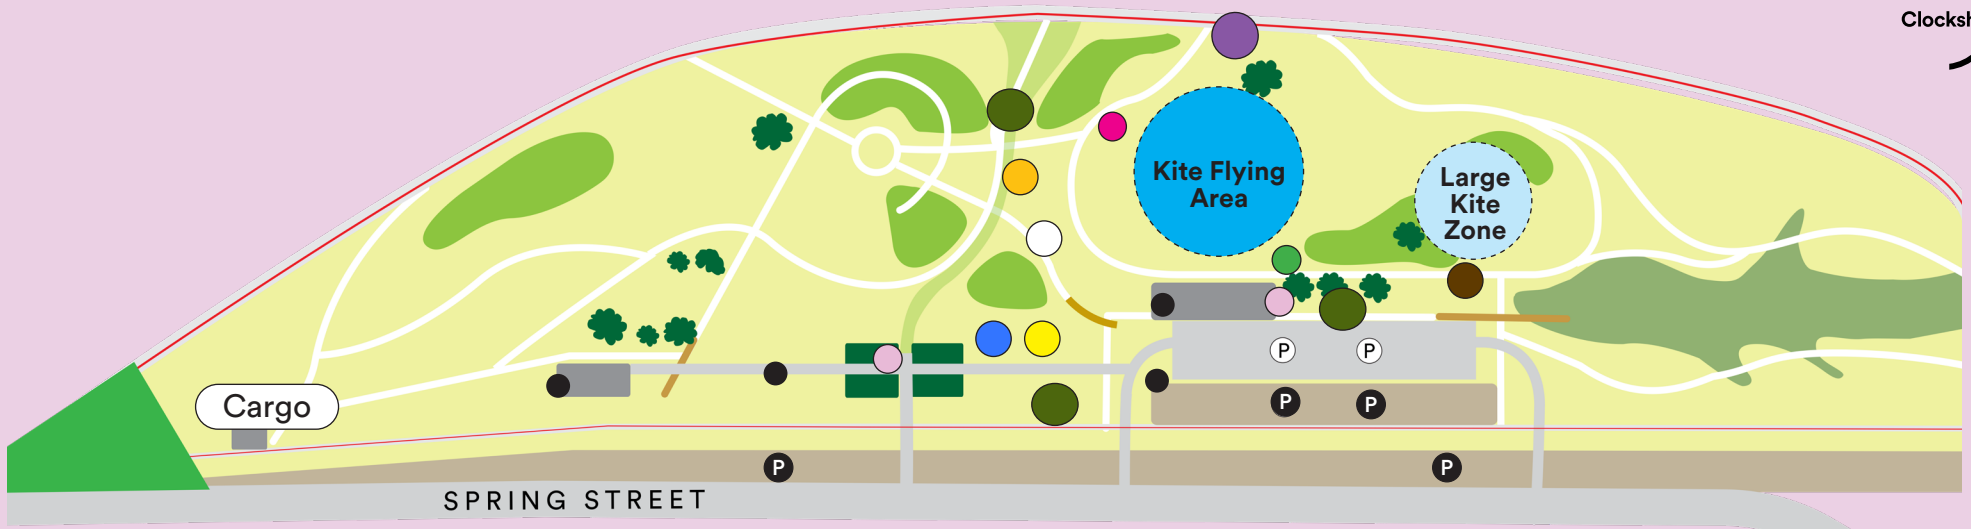 Clocksh
Kite Flying
Area
Large
Kite
Zone
Cargo
P
P
P
P
P
P
SPRING STREET